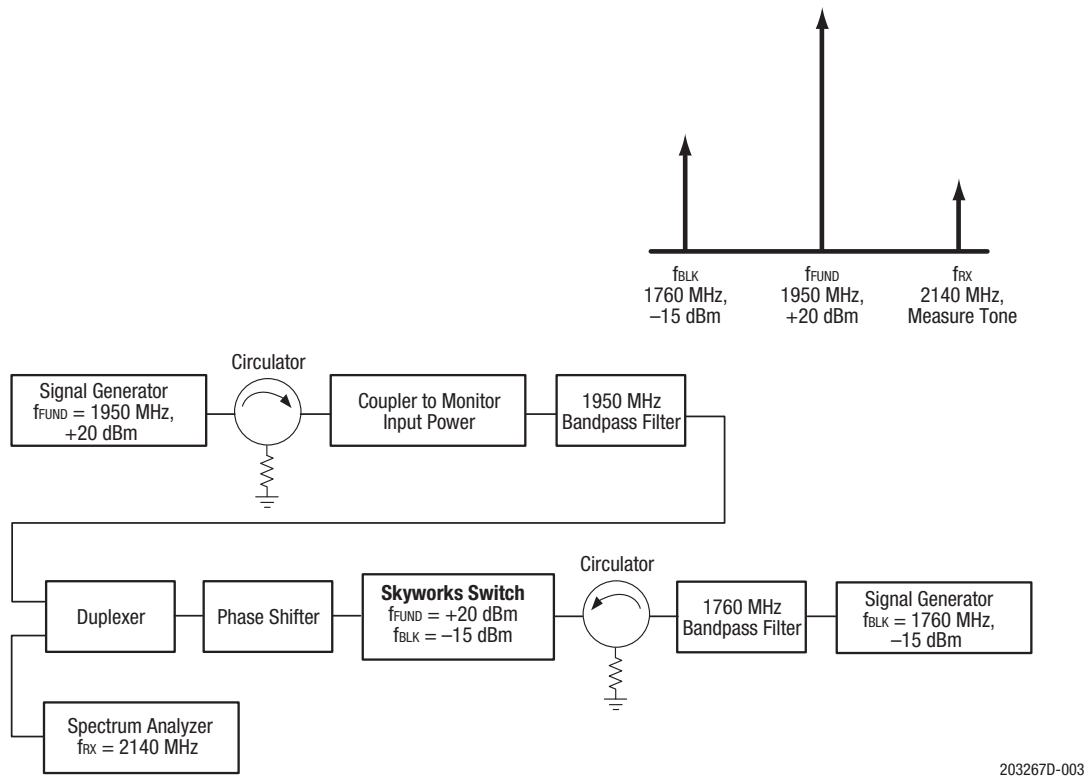 fBLK
1760 MHz,
–15 dBm
fFUND
1950 MHz,
+20 dBm
fRX
2140 MHz,
Measure Tone
Signal Generator
fFUND = 1950 MHz,
+20 dBm
Circulator
Coupler to Monitor
Input Power
1950 MHz
Bandpass Filter
Duplexer
Phase Shifter
Skyworks Switch
fFUND = +20 dBm
fBLK = –15 dBm
Circulator
1760 MHz
Bandpass Filter
Signal Generator
fBLK = 1760 MHz,
–15 dBm
Spectrum Analyzer
fRX = 2140 MHz
203267D-003